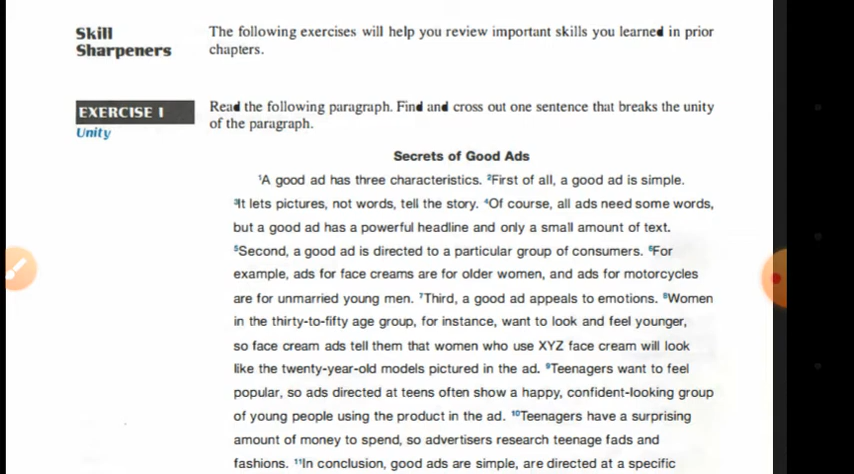 Skill
Sharpeners
The following exercises will help you review important skills you learned in prior
chapters.
EXERCISE 1
Unity
Read the following paragraph. Find and cross out one sentence that breaks the unity
of the paragraph.
Secrets of Good Ads
¹A good ad has three characteristics. ²First of all, a good ad is simple.
³It lets pictures, not words, tell the story. ⁴Of course, all ads need some words,
but a good ad has a powerful headline and only a small amount of text.
⁵Second, a good ad is directed to a particular group of consumers. ⁶For
example, ads for face creams are for older women, and ads for motorcycles
are for unmarried young men. ⁷Third, a good ad appeals to emotions. ⁸Women
in the thirty-to-fifty age group, for instance, want to look and feel younger,
so face cream ads tell them that women who use XYZ face cream will look
like the twenty-year-old models pictured in the ad. ⁹Teenagers want to feel
popular, so ads directed at teens often show a happy, confident-looking group
of young people using the product in the ad. ¹⁰Teenagers have a surprising
amount of money to spend, so advertisers research teenage fads and
fashions. ¹¹In conclusion, good ads are simple, are directed at a specific